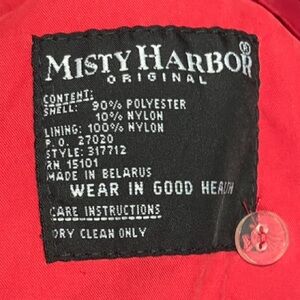 MISTY HARBOR®
ORIGINAL
CONTENT:
SHELL: 90% POLYESTER
10% NYLON
LINING: 100% NYLON
P.O. 27020
STYLE: 317712
RN 15101
MADE IN BELARUS
WEAR IN GOOD HEALTH
CARE INSTRUCTIONS
DRY CLEAN ONLY